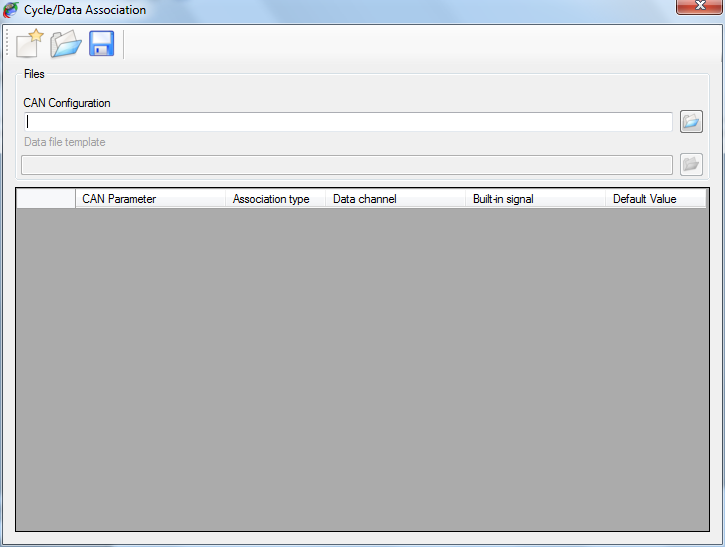 Cycle/Data Association
Files
CAN Configuration
Data file template
CAN Parameter Association type Data channel Built-in signal Default Value